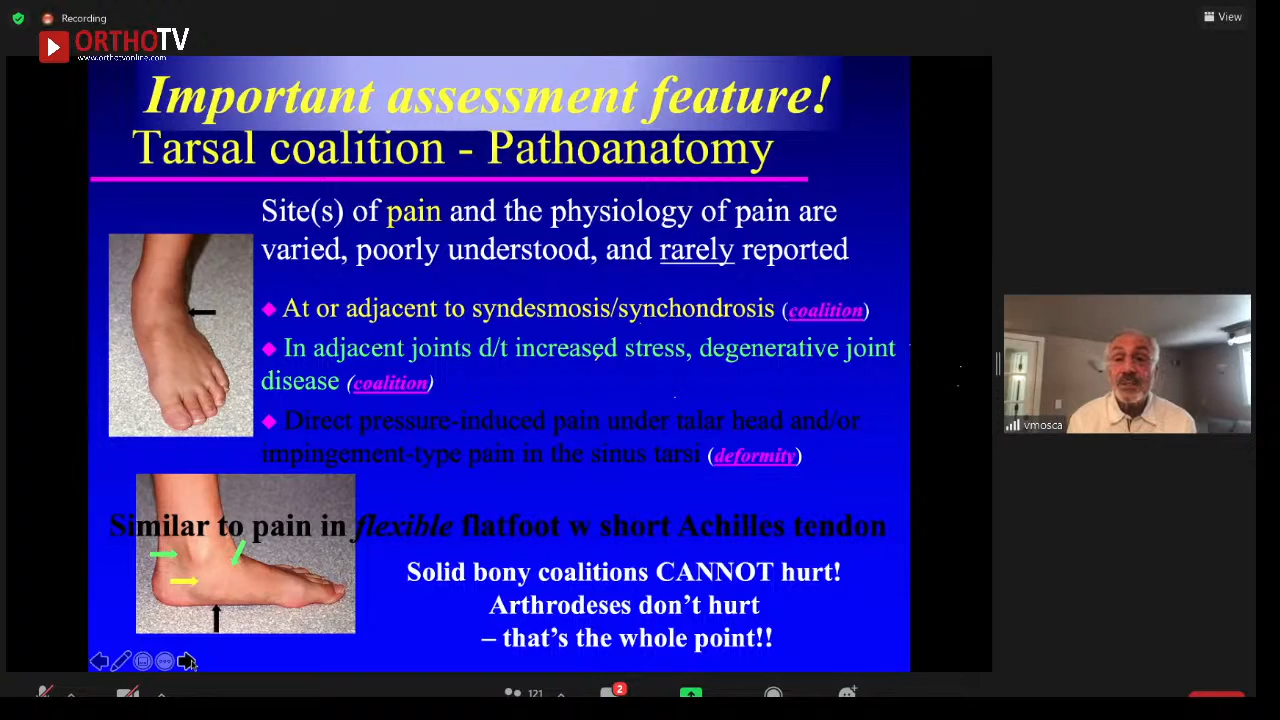 Recording
View
ORTHOTV
www.orthotvonline.com
Important assessment feature!
Tarsal coalition - Pathoanatomy
Site(s) of pain and the physiology of pain are
varied, poorly understood, and rarely reported
At or adjacent to syndesmosis/synchondrosis (coalition)
In adjacent joints d/t increased stress, degenerative joint
disease (coalition)
Direct pressure-induced pain under talar head and/or
impingement-type pain in the sinus tarsi (deformity)
vmosca
Similar to pain in flexible flatfoot w short Achilles tendon
Solid bony coalitions CANNOT hurt!
Arthrodeses don't hurt
– that's the whole point!!
121
2